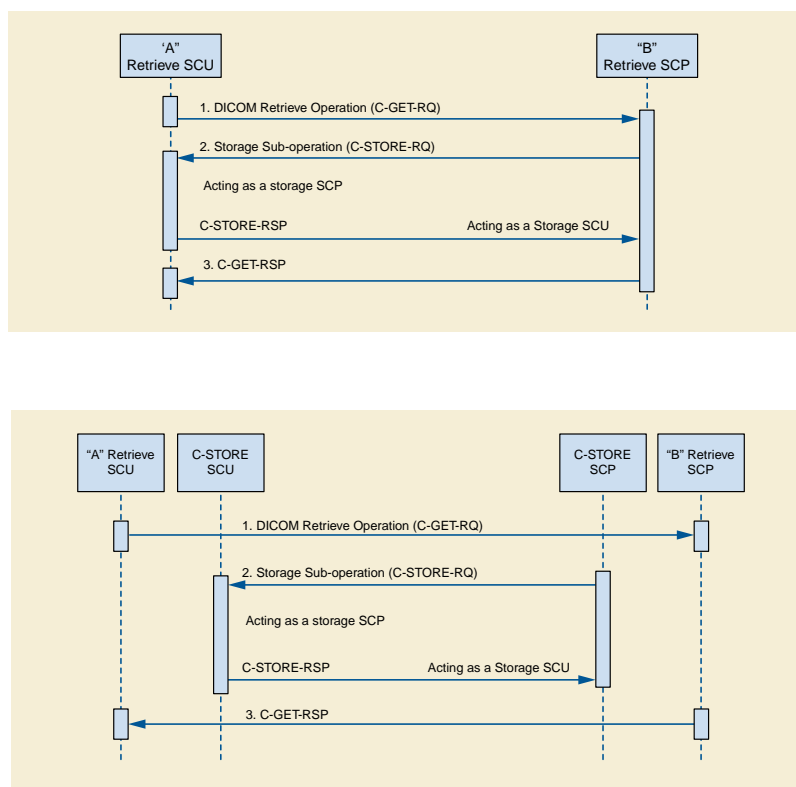 ‘A”
Retrieve SCU
“B”
Retrieve SCP
1. DICOM Retrieve Operation (C-GET-RQ)
2. Storage Sub-operation (C-STORE-RQ)
Acting as a storage SCP
C-STORE-RSP
Acting as a Storage SCU
3. C-GET-RSP
“A” Retrieve
SCU
C-STORE
SCU
C-STORE
SCP
“B” Retrieve
SCP
1. DICOM Retrieve Operation (C-GET-RQ)
2. Storage Sub-operation (C-STORE-RQ)
Acting as a storage SCP
C-STORE-RSP
Acting as a Storage SCU
3. C-GET-RSP